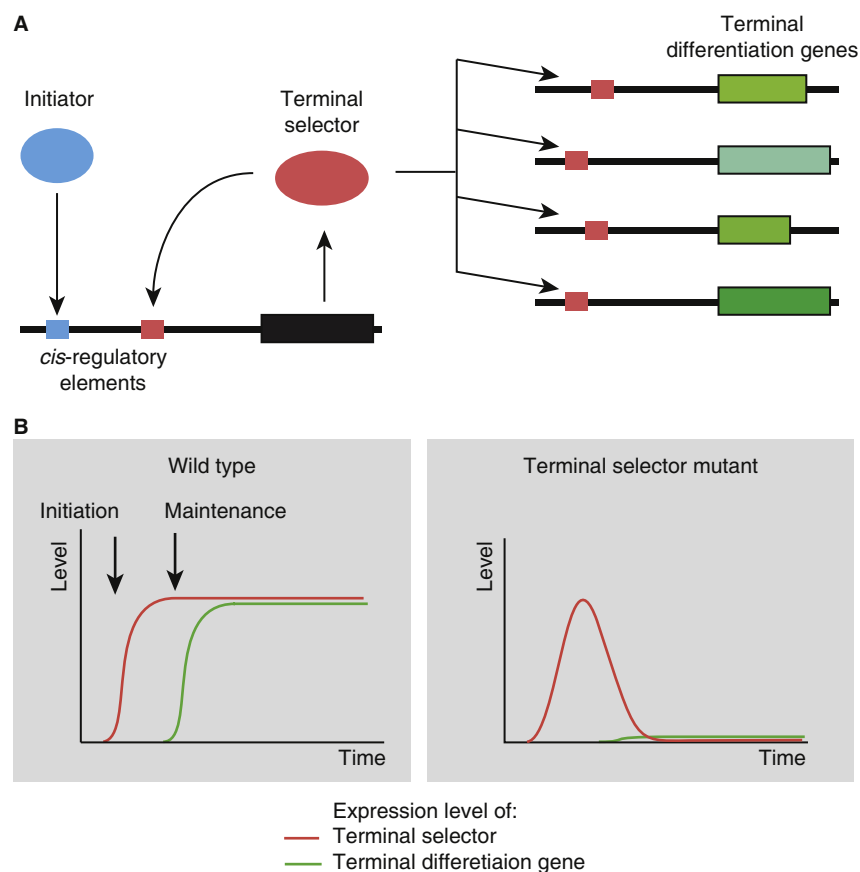 A
Terminal
differentiation genes
Initiator
Terminal
selector
cis-regulatory
elements
B
Wild type
Initiation
Maintenance
Level
Time
Terminal selector mutant
Level
Time
Expression level of:
Terminal selector
Terminal differetiaion gene